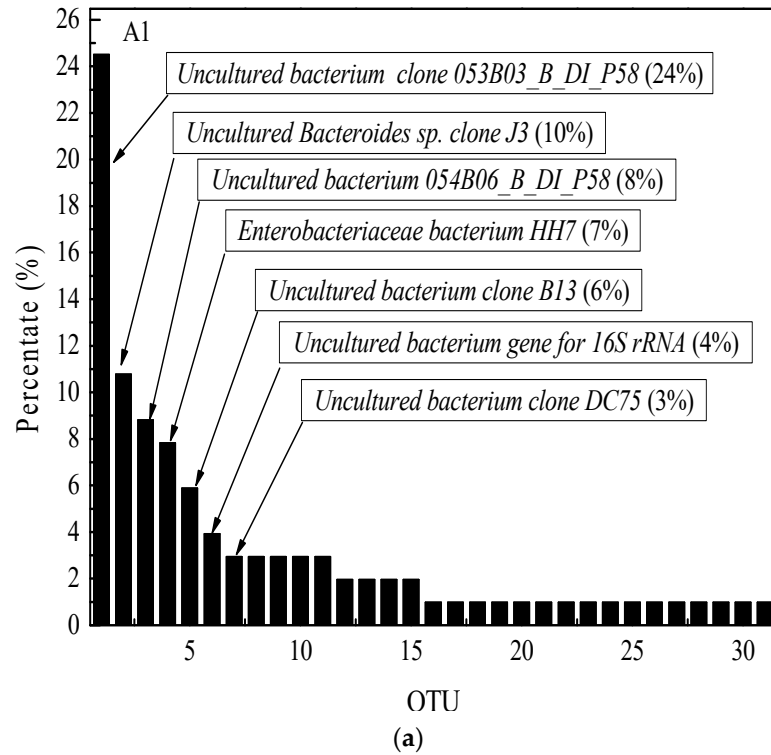 A1
Uncultured bacterium clone 053B03_B_DI_P58 (24%)
Uncultured Bacteroides sp. clone J3 (10%)
Uncultured bacterium 054B06_B_DI_P58 (8%)
Enterobacteriaceae bacterium HH7 (7%)
Uncultured bacterium clone B13 (6%)
Uncultured bacterium gene for 16S rRNA (4%)
Uncultured bacterium clone DC75 (3%)
Percentate (%)
26
24
22
20
18
16
14
12
10
8
6
4
2
0
5 10 15 20 25 30
OTU
(a)